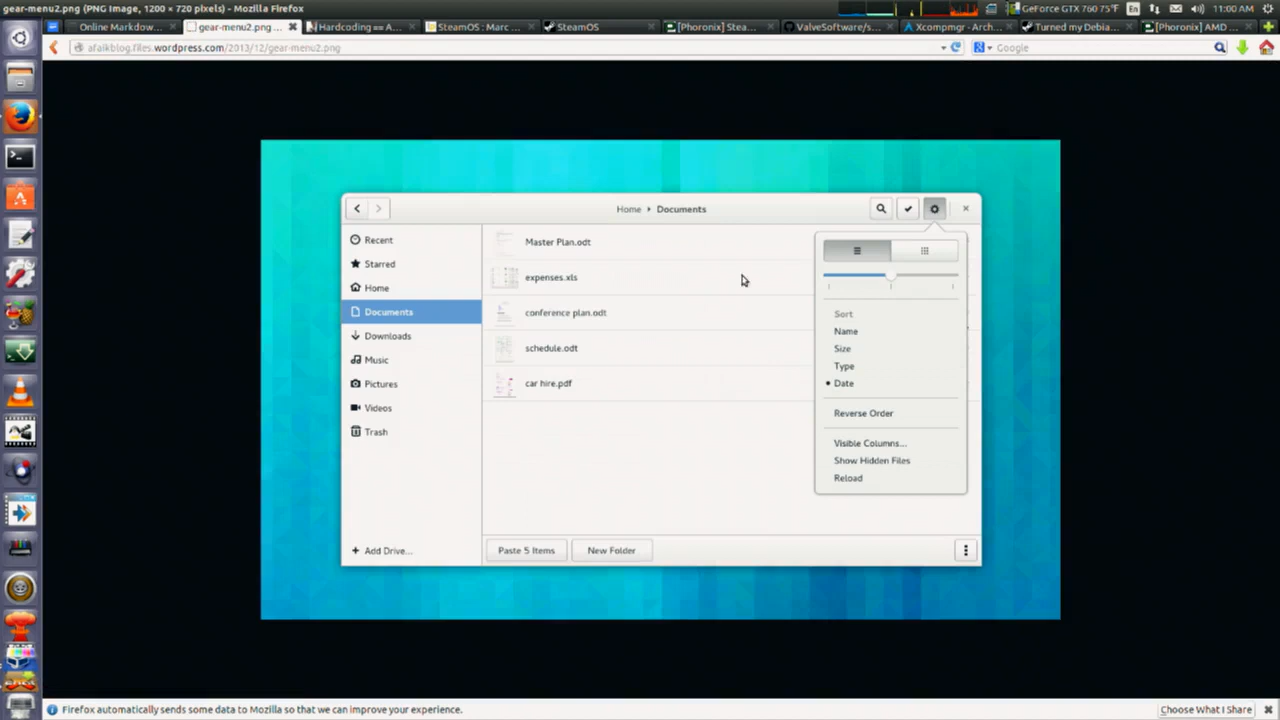 gear-menu2.png (PNG Image, 1200 × 720 pixels) - Mozilla Firefox
GeForce GTX 760 75°F En 11:00 AM
Online Markdow...
gear-menu2.png ...
Hardcoding == A...
SteamOS : Marc ...
SteamOS
[Phoronix] Stea...
ValveSoftware/s...
Xcompmgr - Arch...
Turned my Debia...
[Phoronix] AMD ...
afaikblog.files.wordpress.com/2013/12/gear-menu2.png
Google
Home Documents
Recent
Starred
Home
Documents
Downloads
Music
Pictures
Videos
Trash
Add Drive...
Master Plan.odt
expenses.xls
conference plan.odt
schedule.odt
car hire.pdf
Sort
Name
Size
Type
Date
Reverse Order
Visible Columns...
Show Hidden Files
Reload
Paste 5 Items
New Folder
Firefox automatically sends some data to Mozilla so that we can improve your experience.
Choose What I Share